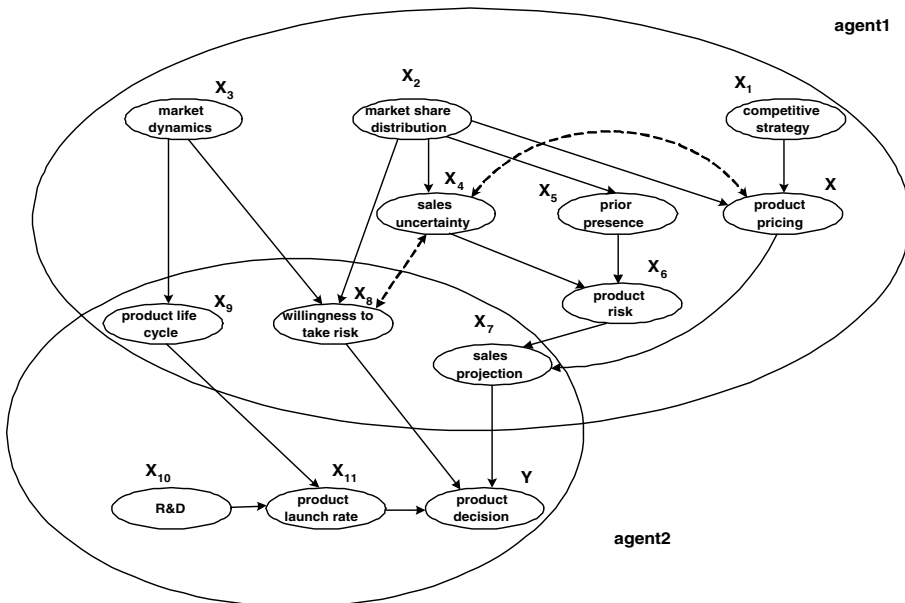 agent1
X1
X2
X3
competitive
strategy
market share
distribution
market
dynamics
X4
X5
X
sales
uncertainty
prior
presence
product
pricing
X6
product
risk
X9
X8
product life
cycle
willingness to
take risk
X7
sales
projection
X10
X11
Y
R&D
product
launch rate
product
decision
agent2